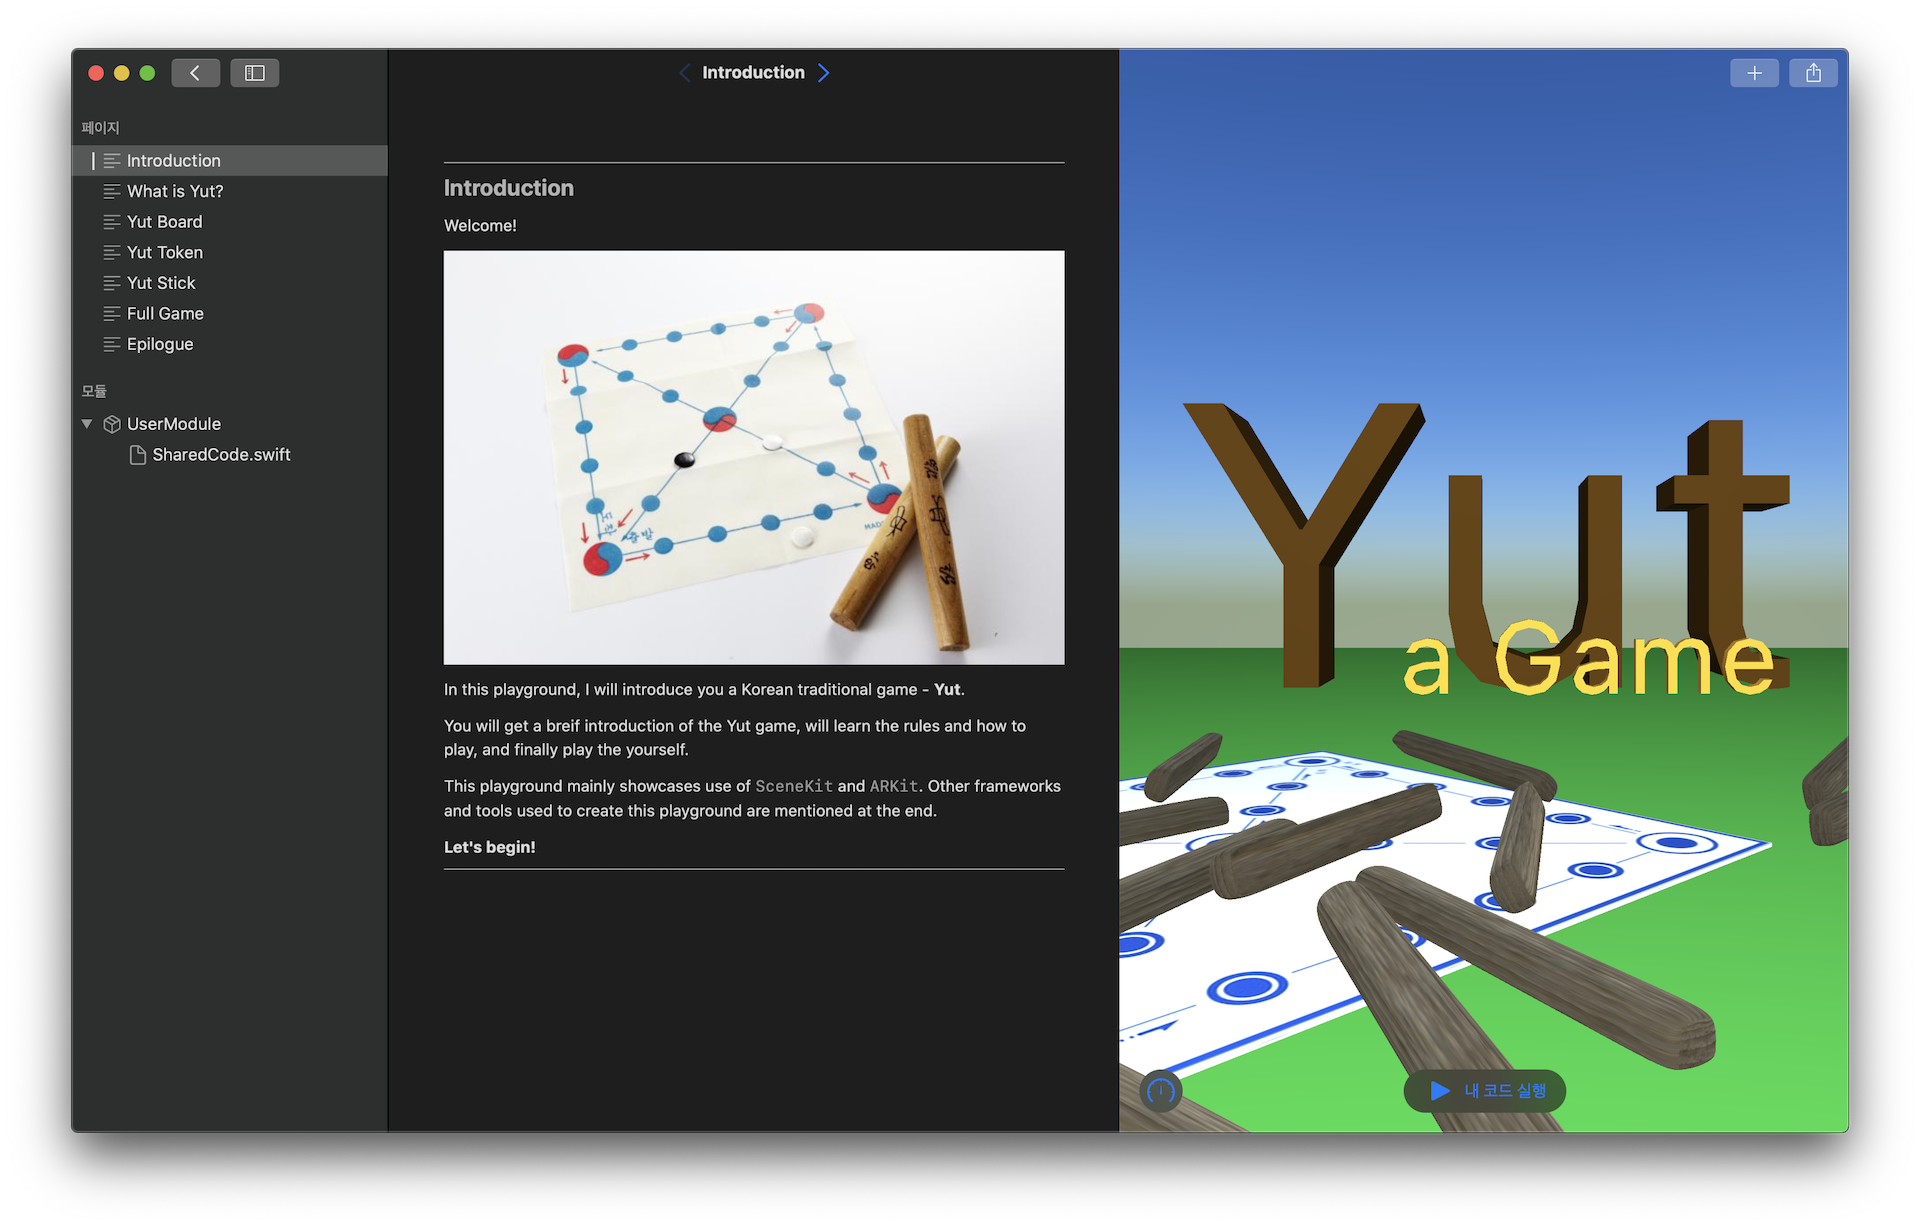 Introduction
페이지
Introduction
What is Yut?
Yut Board
Yut Token
Yut Stick
Full Game
Epilogue
모듈
UserModule
SharedCode.swift
Introduction
Welcome!
In this playground, I will introduce you a Korean traditional game - Yut.
You will get a breif introduction of the Yut game, will learn the rules and how to
play, and finally play the yourself.
This playground mainly showcases use of SceneKit and ARKit. Other frameworks
and tools used to create this playground are mentioned at the end.
Let's begin!
Yut
a Game
내 코드 실행